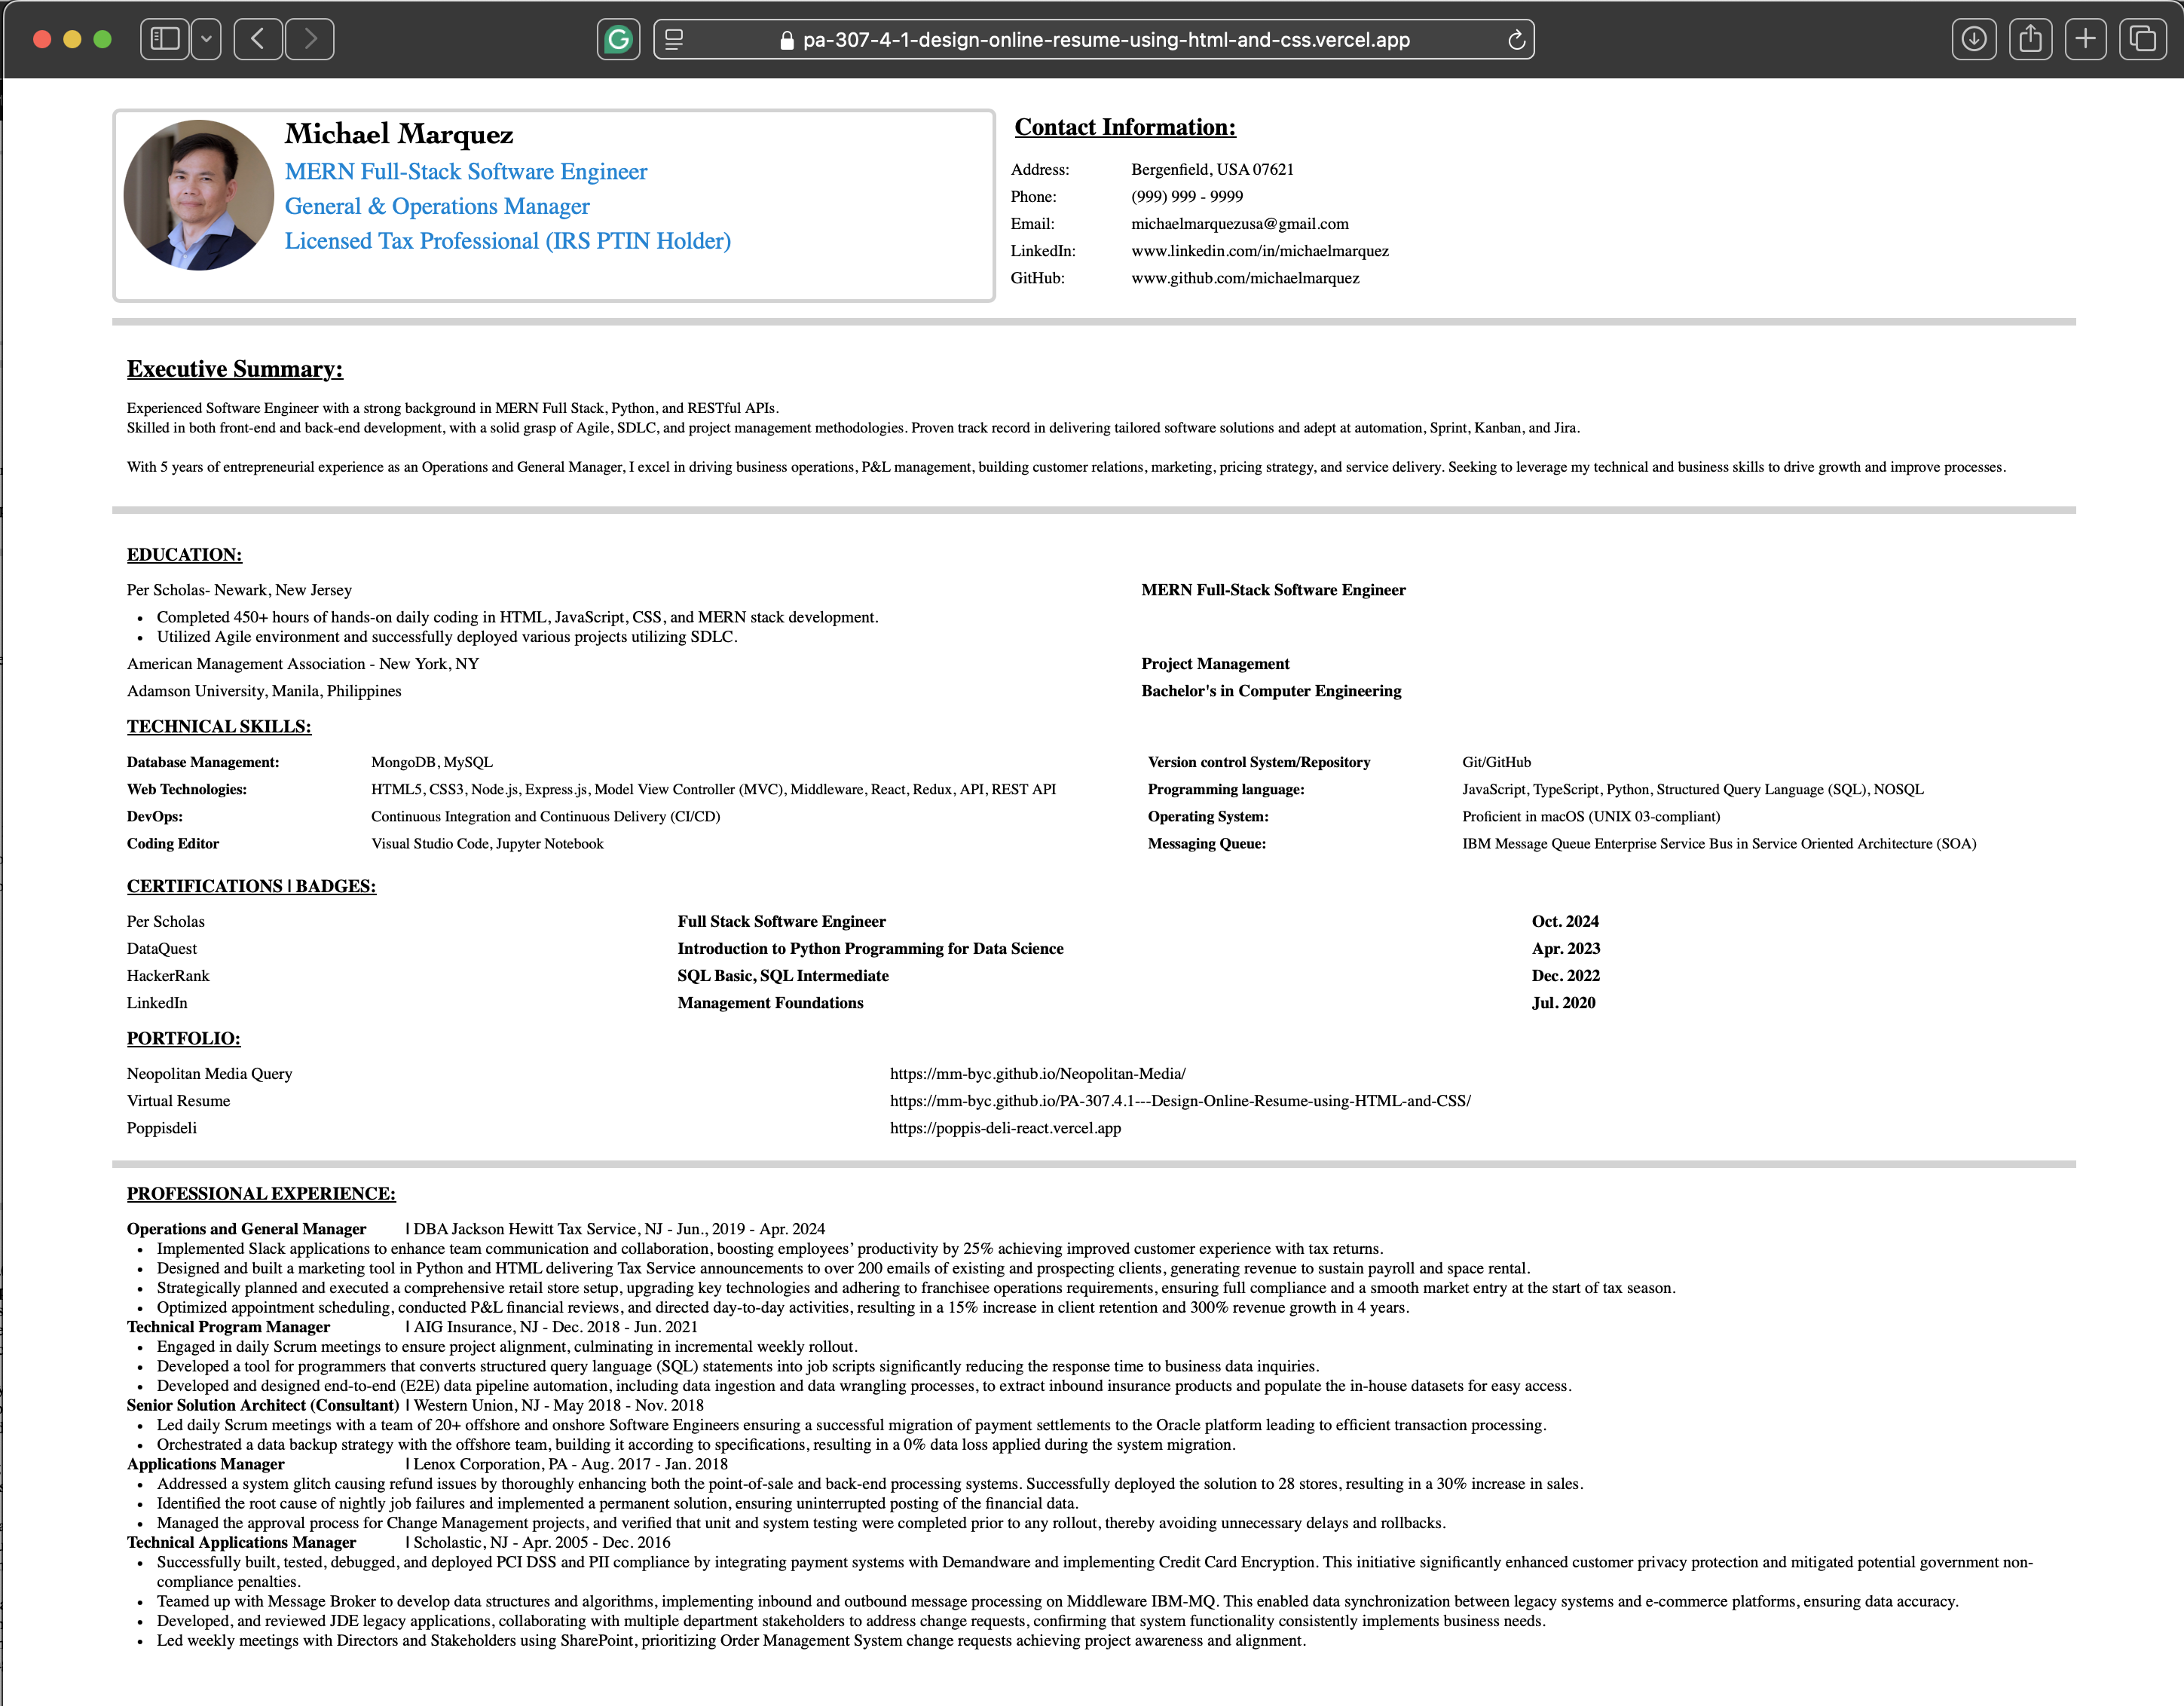 pa-307-4-1-design-online-resume-using-html-and-css.vercel.app
Michael Marquez
MERN Full-Stack Software Engineer
General & Operations Manager
Licensed Tax Professional (IRS PTIN Holder)
Contact Information:
Address: Bergenfield, USA 07621
Phone: (999) 999 - 9999
Email: michaelmarquezusa@gmail.com
LinkedIn: www.linkedin.com/in/michaelmarquez
GitHub: www.github.com/michaelmarquez
Executive Summary:
Experienced Software Engineer with a strong background in MERN Full Stack, Python, and RESTful APIs.
Skilled in both front-end and back-end development, with a solid grasp of Agile, SDLC, and project management methodologies. Proven track record in delivering tailored software solutions and adept at automation, Sprint, Kanban, and Jira.
With 5 years of entrepreneurial experience as an Operations and General Manager, I excel in driving business operations, P&L management, building customer relations, marketing, pricing strategy, and service delivery. Seeking to leverage my technical and business skills to drive growth and improve processes.
EDUCATION:
Per Scholas- Newark, New Jersey MERN Full-Stack Software Engineer
• Completed 450+ hours of hands-on daily coding in HTML, JavaScript, CSS, and MERN stack development.
• Utilized Agile environment and successfully deployed various projects utilizing SDLC.
American Management Association - New York, NY Project Management
Adamson University, Manila, Philippines Bachelor's in Computer Engineering
TECHNICAL SKILLS:
Database Management: MongoDB, MySQL Version control System/Repository Git/GitHub
Web Technologies: HTML5, CSS3, Node.js, Express.js, Model View Controller (MVC), Middleware, React, Redux, API, REST API Programming language: JavaScript, TypeScript, Python, Structured Query Language (SQL), NOSQL
DevOps: Continuous Integration and Continuous Delivery (CI/CD) Operating System: Proficient in macOS (UNIX 03-compliant)
Coding Editor Visual Studio Code, Jupyter Notebook Messaging Queue: IBM Message Queue Enterprise Service Bus in Service Oriented Architecture (SOA)
CERTIFICATIONS | BADGES:
Per Scholas Full Stack Software Engineer Oct. 2024
DataQuest Introduction to Python Programming for Data Science Apr. 2023
HackerRank SQL Basic, SQL Intermediate Dec. 2022
LinkedIn Management Foundations Jul. 2020
PORTFOLIO:
Neopolitan Media Query https://mm-byc.github.io/Neopolitan-Media/
Virtual Resume https://mm-byc.github.io/PA-307.4.1---Design-Online-Resume-using-HTML-and-CSS/
Poppisdeli https://poppis-deli-react.vercel.app
PROFESSIONAL EXPERIENCE:
Operations and General Manager | DBA Jackson Hewitt Tax Service, NJ - Jun., 2019 - Apr. 2024
• Implemented Slack applications to enhance team communication and collaboration, boosting employees’ productivity by 25% achieving improved customer experience with tax returns.
• Designed and built a marketing tool in Python and HTML delivering Tax Service announcements to over 200 emails of existing and prospecting clients, generating revenue to sustain payroll and space rental.
• Strategically planned and executed a comprehensive retail store setup, upgrading key technologies and adhering to franchisee operations requirements, ensuring full compliance and a smooth market entry at the start of tax season.
• Optimized appointment scheduling, conducted P&L financial reviews, and directed day-to-day activities, resulting in a 15% increase in client retention and 300% revenue growth in 4 years.
Technical Program Manager | AIG Insurance, NJ - Dec. 2018 - Jun. 2021
• Engaged in daily Scrum meetings to ensure project alignment, culminating in incremental weekly rollout.
• Developed a tool for programmers that converts structured query language (SQL) statements into job scripts significantly reducing the response time to business data inquiries.
• Developed and designed end-to-end (E2E) data pipeline automation, including data ingestion and data wrangling processes, to extract inbound insurance products and populate the in-house datasets for easy access.
Senior Solution Architect (Consultant) | Western Union, NJ - May 2018 - Nov. 2018
• Led daily Scrum meetings with a team of 20+ offshore and onshore Software Engineers ensuring a successful migration of payment settlements to the Oracle platform leading to efficient transaction processing.
• Orchestrated a data backup strategy with the offshore team, building it according to specifications, resulting in a 0% data loss applied during the system migration.
Applications Manager | Lenox Corporation, PA - Aug. 2017 - Jan. 2018
• Addressed a system glitch causing refund issues by thoroughly enhancing both the point-of-sale and back-end processing systems. Successfully deployed the solution to 28 stores, resulting in a 30% increase in sales.
• Identified the root cause of nightly job failures and implemented a permanent solution, ensuring uninterrupted posting of the financial data.
• Managed the approval process for Change Management projects, and verified that unit and system testing were completed prior to any rollout, thereby avoiding unnecessary delays and rollbacks.
Technical Applications Manager | Scholastic, NJ - Apr. 2005 - Dec. 2016
• Successfully built, tested, debugged, and deployed PCI DSS and PII compliance by integrating payment systems with Demandware and implementing Credit Card Encryption. This initiative significantly enhanced customer privacy protection and mitigated potential government non-
compliance penalties.
• Teamed up with Message Broker to develop data structures and algorithms, implementing inbound and outbound message processing on Middleware IBM-MQ. This enabled data synchronization between legacy systems and e-commerce platforms, ensuring data accuracy.
• Developed, and reviewed JDE legacy applications, collaborating with multiple department stakeholders to address change requests, confirming that system functionality consistently implements business needs.
• Led weekly meetings with Directors and Stakeholders using SharePoint, prioritizing Order Management System change requests achieving project awareness and alignment.